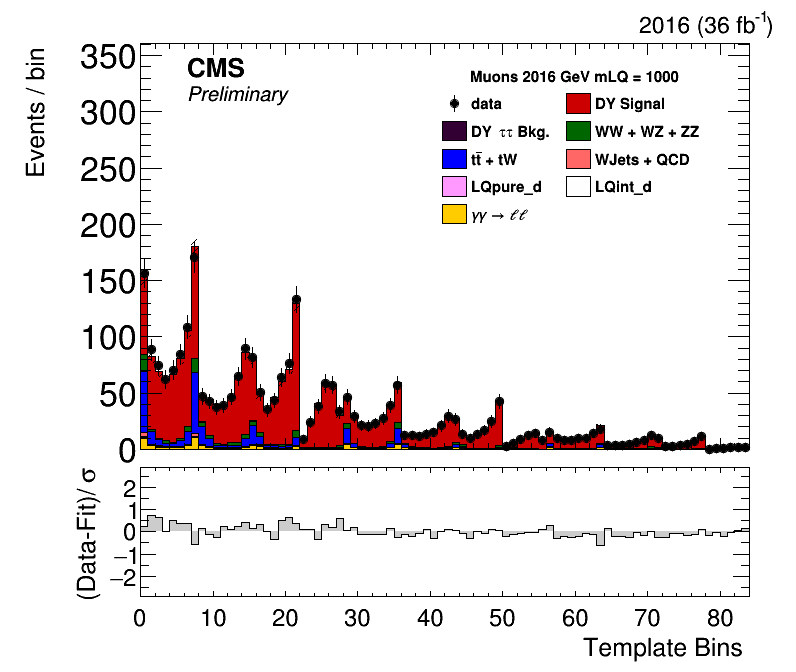 2016 (36 fb⁻¹)
CMS
Preliminary
Muons 2016 GeV mLQ = 1000
data
DY Signal
DY ττ Bkg.
WW + WZ + ZZ
tt̄ + tW
WJets + QCD
LQpure_d
LQint_d
γγ → ℓℓ
Events / bin
350
300
250
200
150
100
50
0
(Data-Fit)/ σ
2
1
0
−1
−2
0 10 20 30 40 50 60 70 80
Template Bins